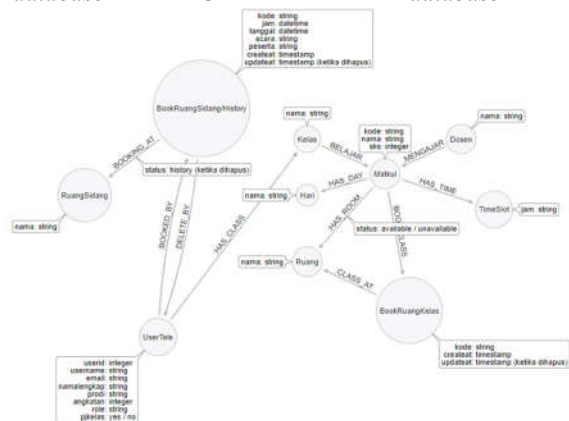 kode: string
jam: datetime
tanggal: datetime
acara: string
peserta: string
createat: timestamp
updateat: timestamp (ketika dihapus)
BookRuangSidang/History
BOOKING_AT
status: history (ketika dihapus)
RuangSidang
nama: string
BOOKED_BY
DELETE_BY
HAS_CLASS
UserTele
userid: integer
username: string
email: string
namalengkap: string
prodi: string
angkatan: integer
role: string
pjkelas: yes / no
nama: string
Kelas
BELAJAR
kode: string
nama: string
sks: integer
Matkul
nama: string
Dosen
MENGAJAR
HAS_DAY
nama: string
Hari
HAS_TIME
TimeSlot
jam: string
HAS_ROOM
status: available / unavailable
nama: string
Ruang
CLASS_AT
BookRuangKelas
kode: string
createat: timestamp
updateat: timestamp (ketika dihapus)